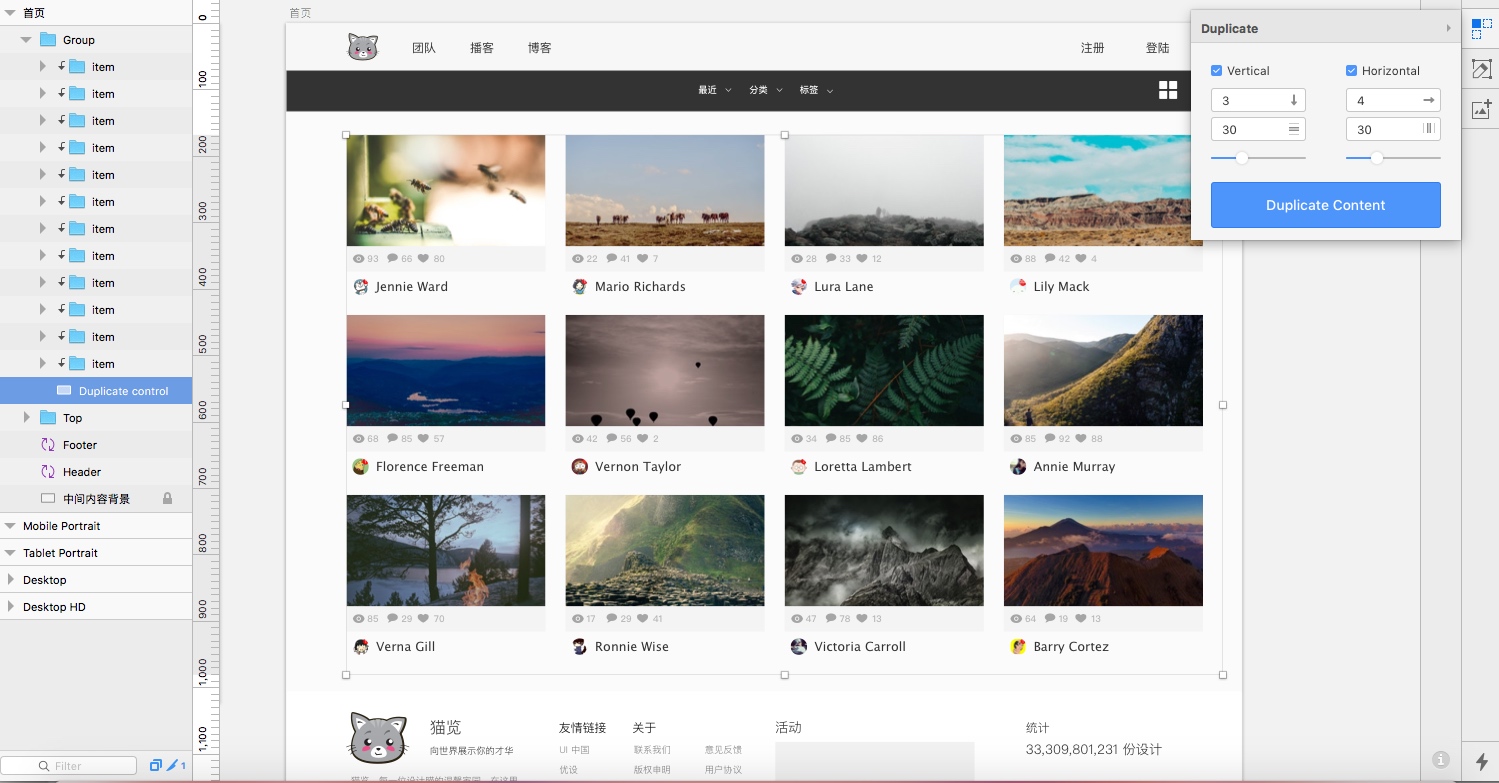 首页
Group
item
item
item
item
item
item
item
item
item
item
item
item
Duplicate control
Top
Footer
Header
中间内容背景
Mobile Portrait
Tablet Portrait
Desktop
Desktop HD
Filter
1
0
100
200
300
400
500
600
700
800
900
1,000
1,100
首页
团队 播客 博客 注册 登陆
最近 分类 标签
93 66 80
22 41 7
28 33 12
88 42 4
Jennie Ward
Mario Richards
Lura Lane
Lily Mack
68 85 57
42 56 2
34 85 86
85 92 88
Florence Freeman
Vernon Taylor
Loretta Lambert
Annie Murray
85 29 70
17 29 41
47 78 13
64 19 13
Verna Gill
Ronnie Wise
Victoria Carroll
Barry Cortez
猫览
向世界展示你的才华
友情链接
UI 中国
优设
关于
联系我们 意见反馈
版权申明 用户协议
活动
统计
33,309,801,231 份设计
Duplicate
Vertical Horizontal
3 4
30 30
Duplicate Content